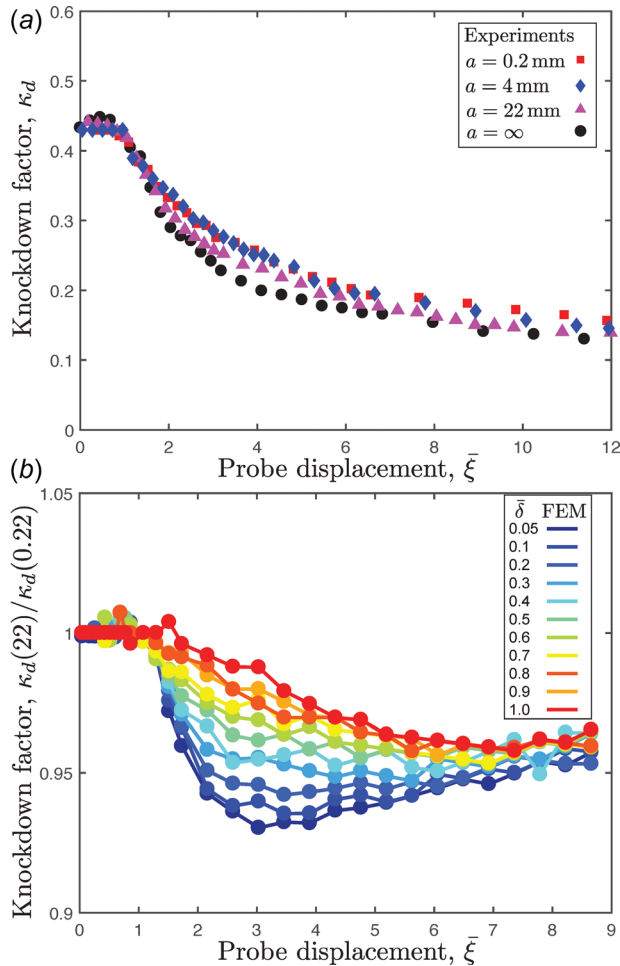 (a)
0.6
0.5
0.4
0.3
0.2
0.1
0
Knockdown factor, κ_d
Experiments
a = 0.2 mm
a = 4 mm
a = 22 mm
a = ∞
0 2 4 6 8 10 12
Probe displacement, ξ̄
(b)
1.05
1
0.95
0.9
Knockdown factor, κ_d(22)/κ_d(0.22)
δ̄ FEM
0.05
0.1
0.2
0.3
0.4
0.5
0.6
0.7
0.8
0.9
1.0
0 1 2 3 4 5 6 7 8 9
Probe displacement, ξ̄